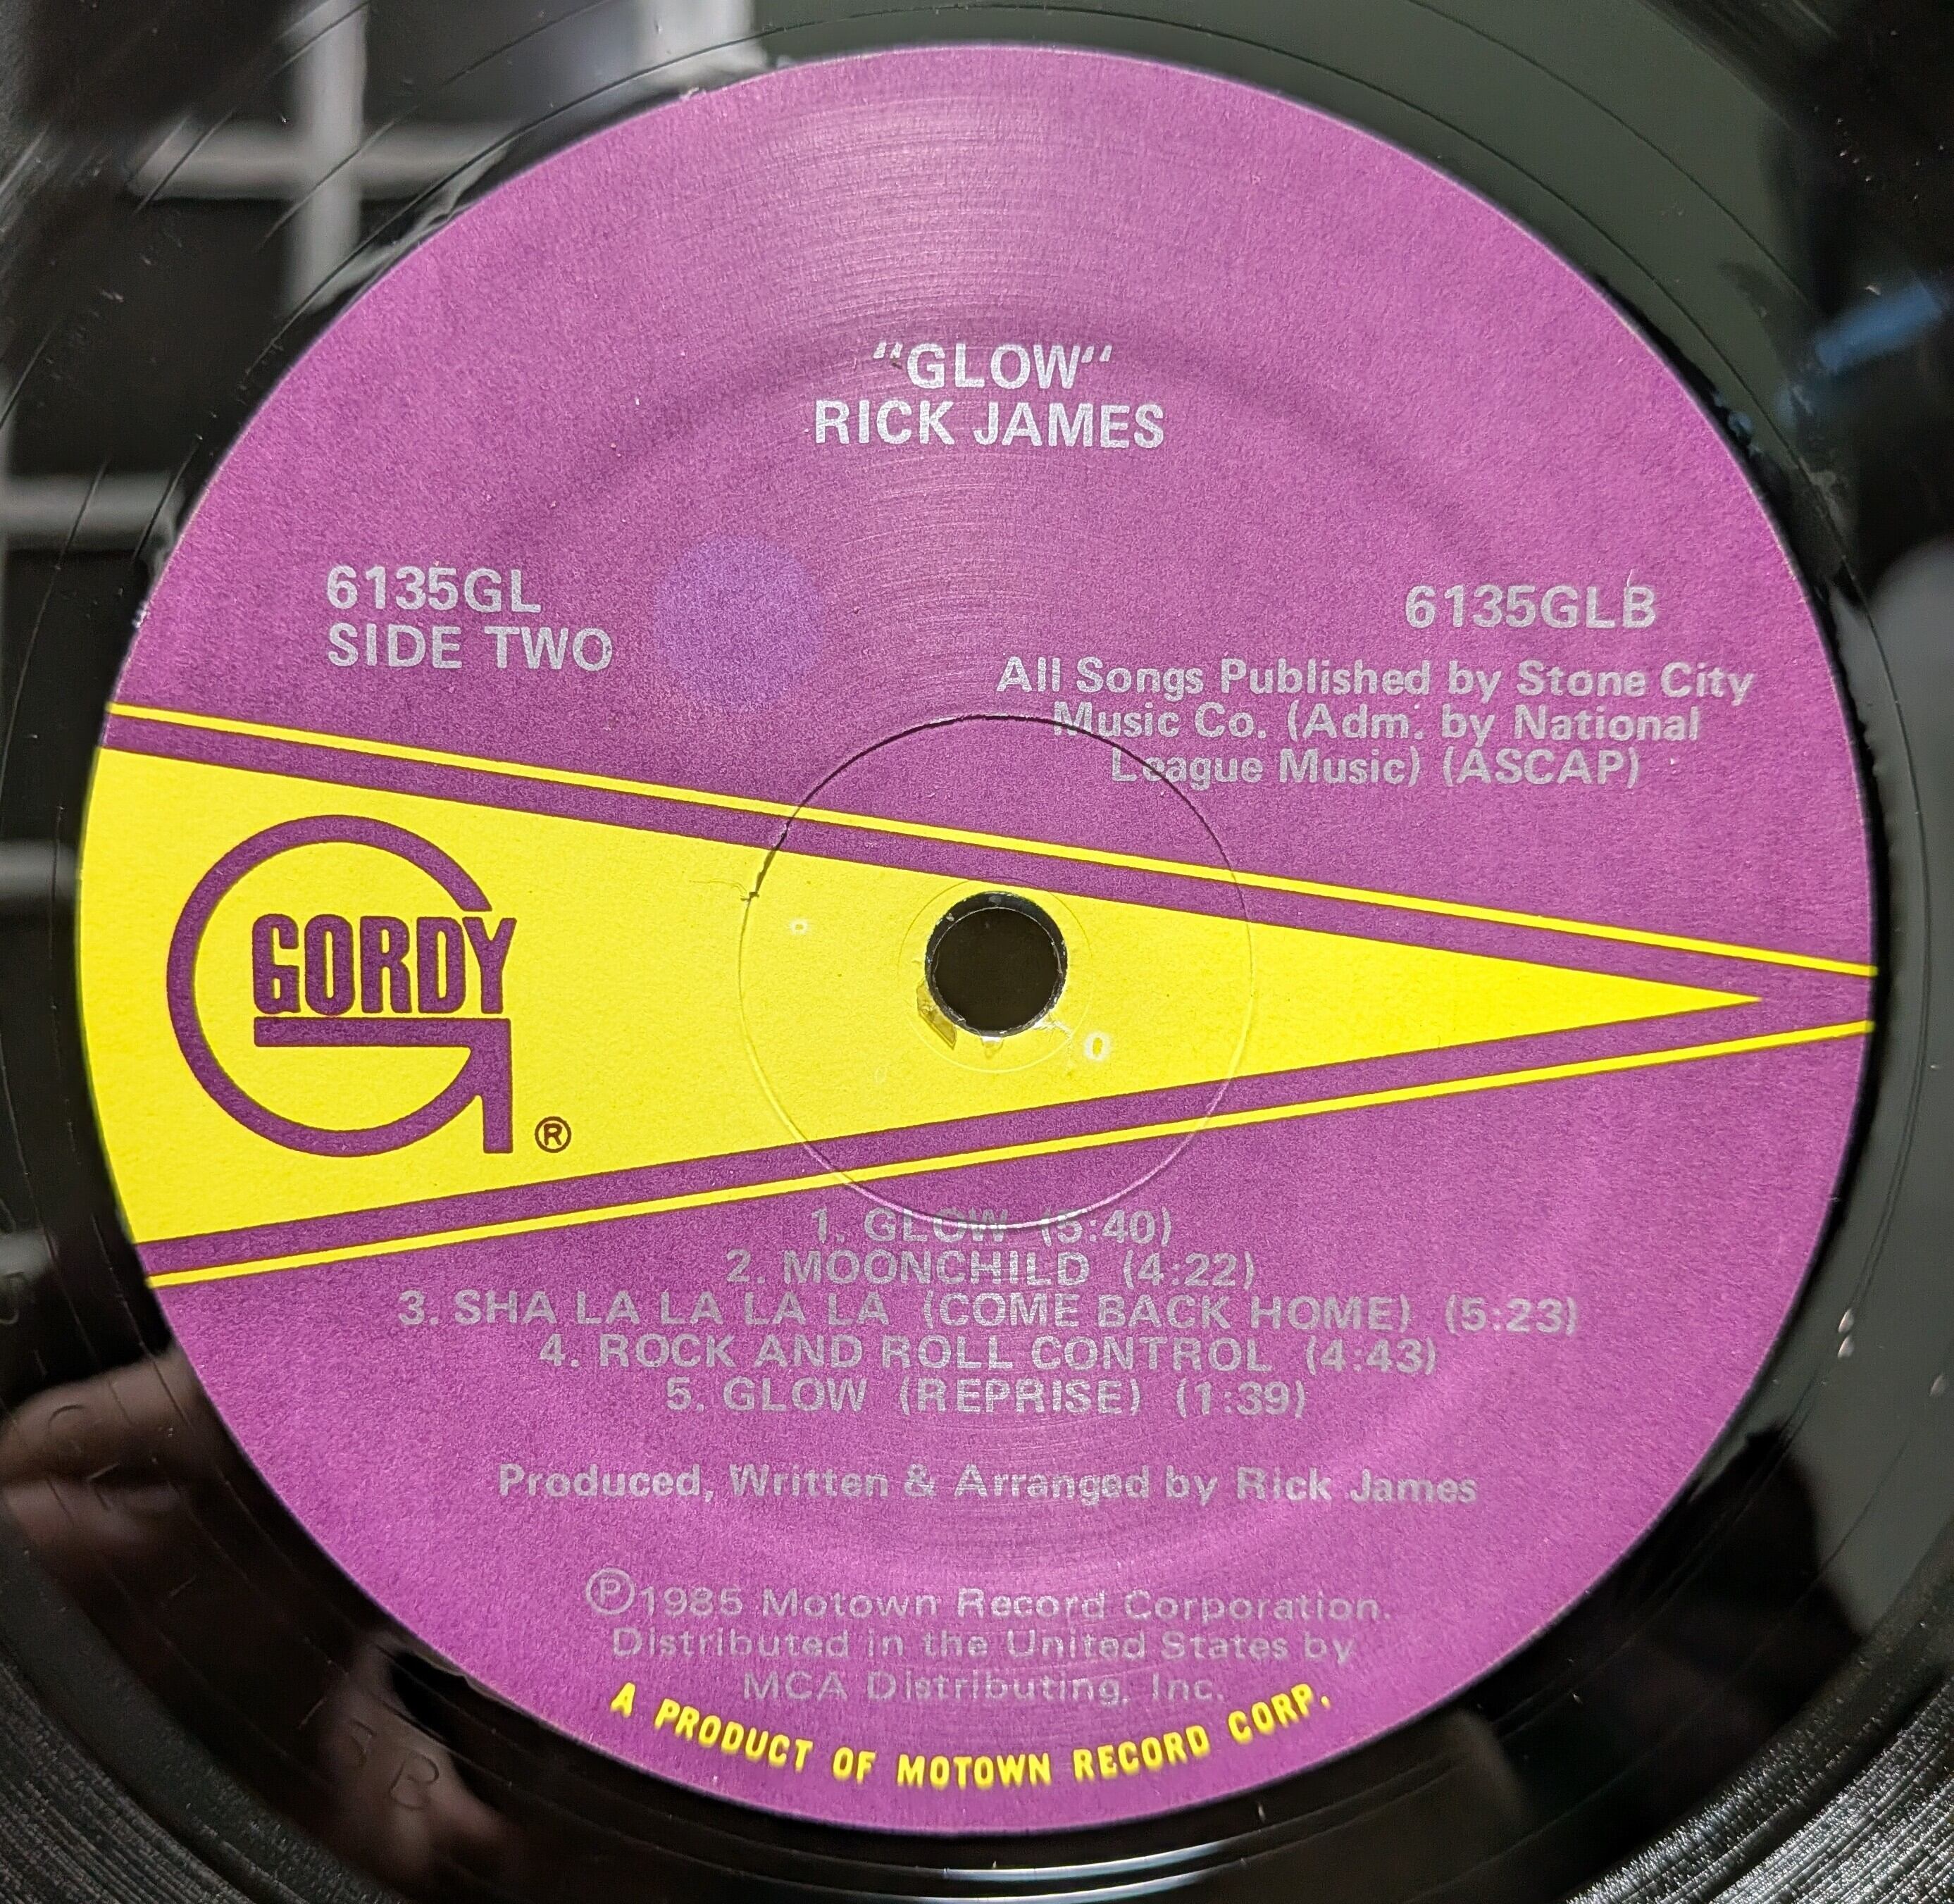 “GLOW“
RICK JAMES
6135GL
SIDE TWO
6135GLB
All Songs Published by Stone City
Music Co. (Adm. by National
League Music) (ASCAP)
GORDY
®
1. GLOW (5:40)
2. MOONCHILD (4:22)
3. SHA LA LA LA LA (COME BACK HOME) (5:23)
4. ROCK AND ROLL CONTROL (4:43)
5. GLOW (REPRISE) (1:39)
Produced, Written & Arranged by Rick James
Ⓟ1985 Motown Record Corporation.
Distributed in the United States by
MCA Distributing, Inc.
A PRODUCT OF MOTOWN RECORD CORP.